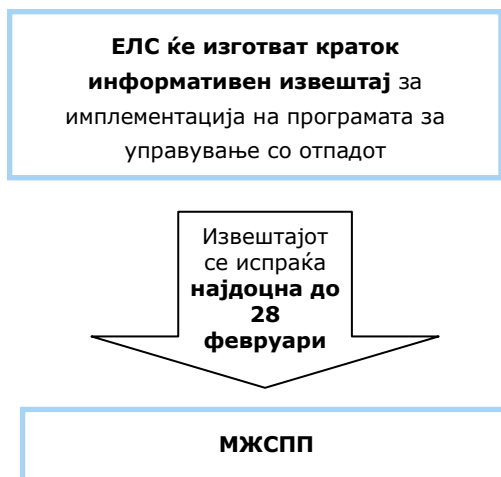 ЕЛС ќе изготват краток
информативен извештај за
имплементација на програмата за
управување со отпадот
Извештајот
се испраќа
најдоцна до
28
февруари
МЖСПП